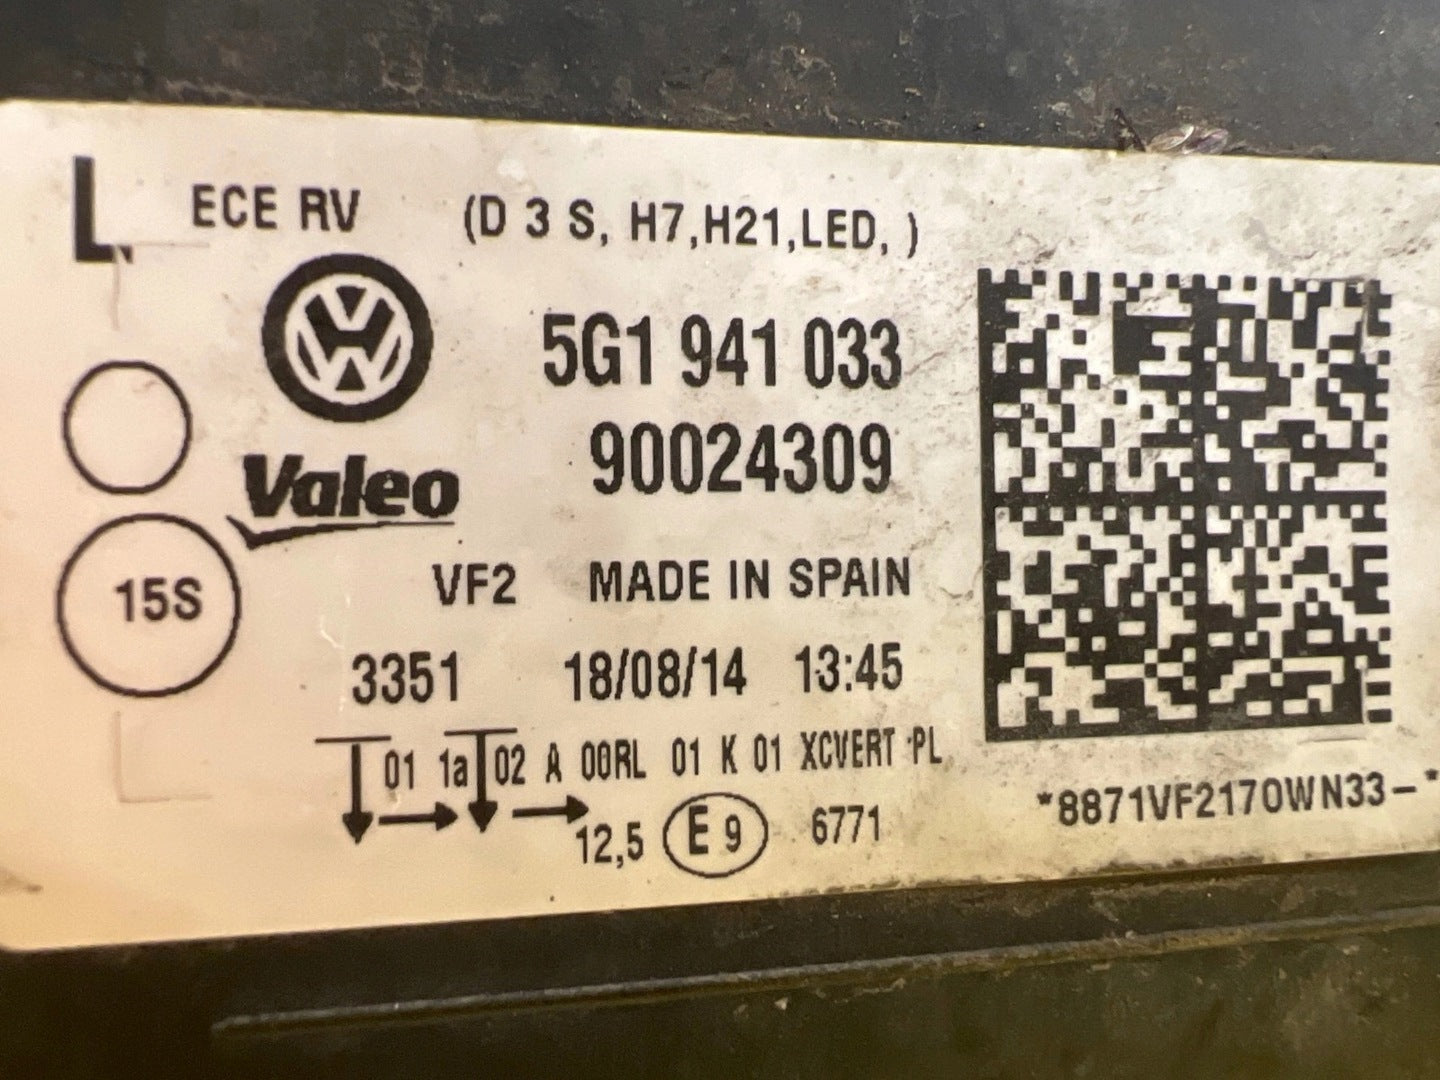 L ECE RV (D 3 S, H7,H21,LED, )
5G1 941 033
90024309
Valeo
15S
VF2 MADE IN SPAIN
3351 18/08/14 13:45
01 1a 02 A 00RL 01 K 01 XCVERT PL
12,5 E 9 6771
*8871VF2170WN33-*